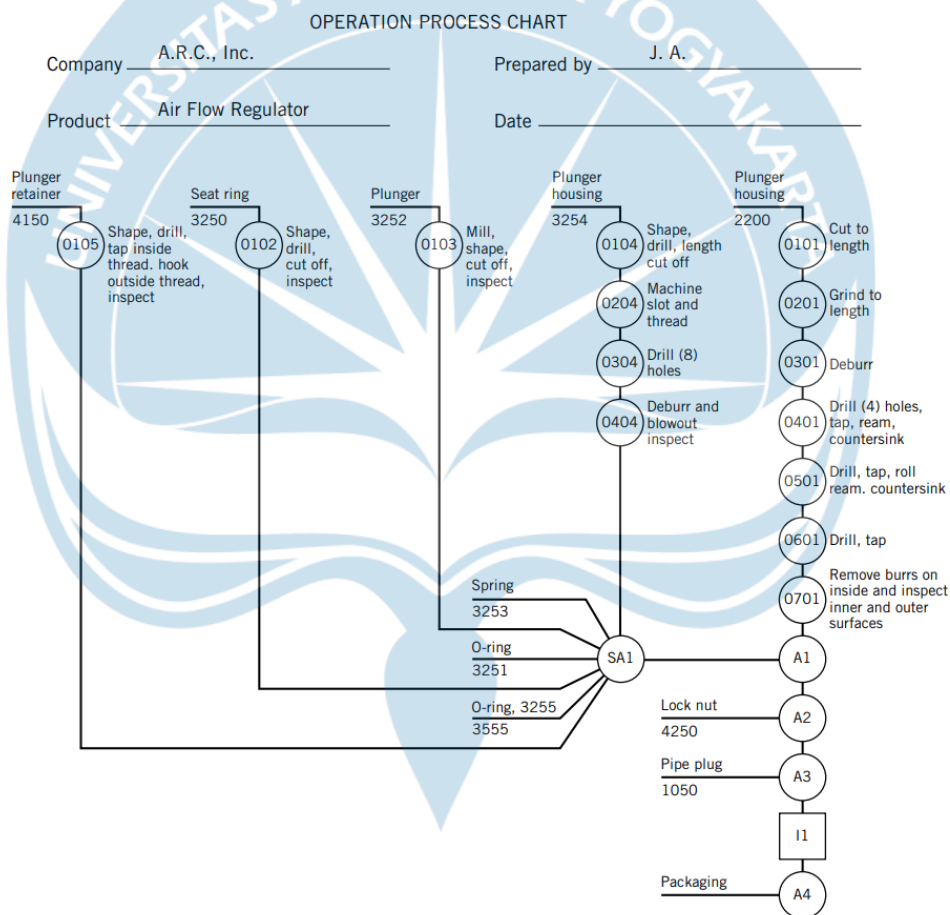 OPERATION PROCESS CHART
Company A.R.C., Inc.
Prepared by J. A.
Product Air Flow Regulator
Date
Plunger
retainer
4150
0105
Shape, drill,
tap inside
thread. hook
outside thread,
inspect
Seat ring
3250
0102
Shape,
drill,
cut off,
inspect
Plunger
3252
0103
Mill,
shape,
cut off,
inspect
Plunger
housing
3254
0104
Shape,
drill, length
cut off
0204
Machine
slot and
thread
0304
Drill (8)
holes
0404
Deburr and
blowout
inspect
Plunger
housing
2200
0101
Cut to
length
0201
Grind to
length
0301
Deburr
0401
Drill (4) holes,
tap, ream,
countersink
0501
Drill, tap, roll
ream. countersink
0601
Drill, tap
0701
Remove burrs on
inside and inspect
inner and outer
surfaces
Spring
3253
O-ring
3251
O-ring, 3255
3555
SA1
A1
Lock nut
4250
A2
Pipe plug
1050
A3
I1
Packaging
A4